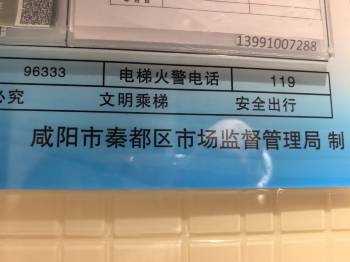 13991007288
96333 电梯火警电话 119
必究 文明乘梯 安全出行
咸阳市秦都区市场监督管理局 制